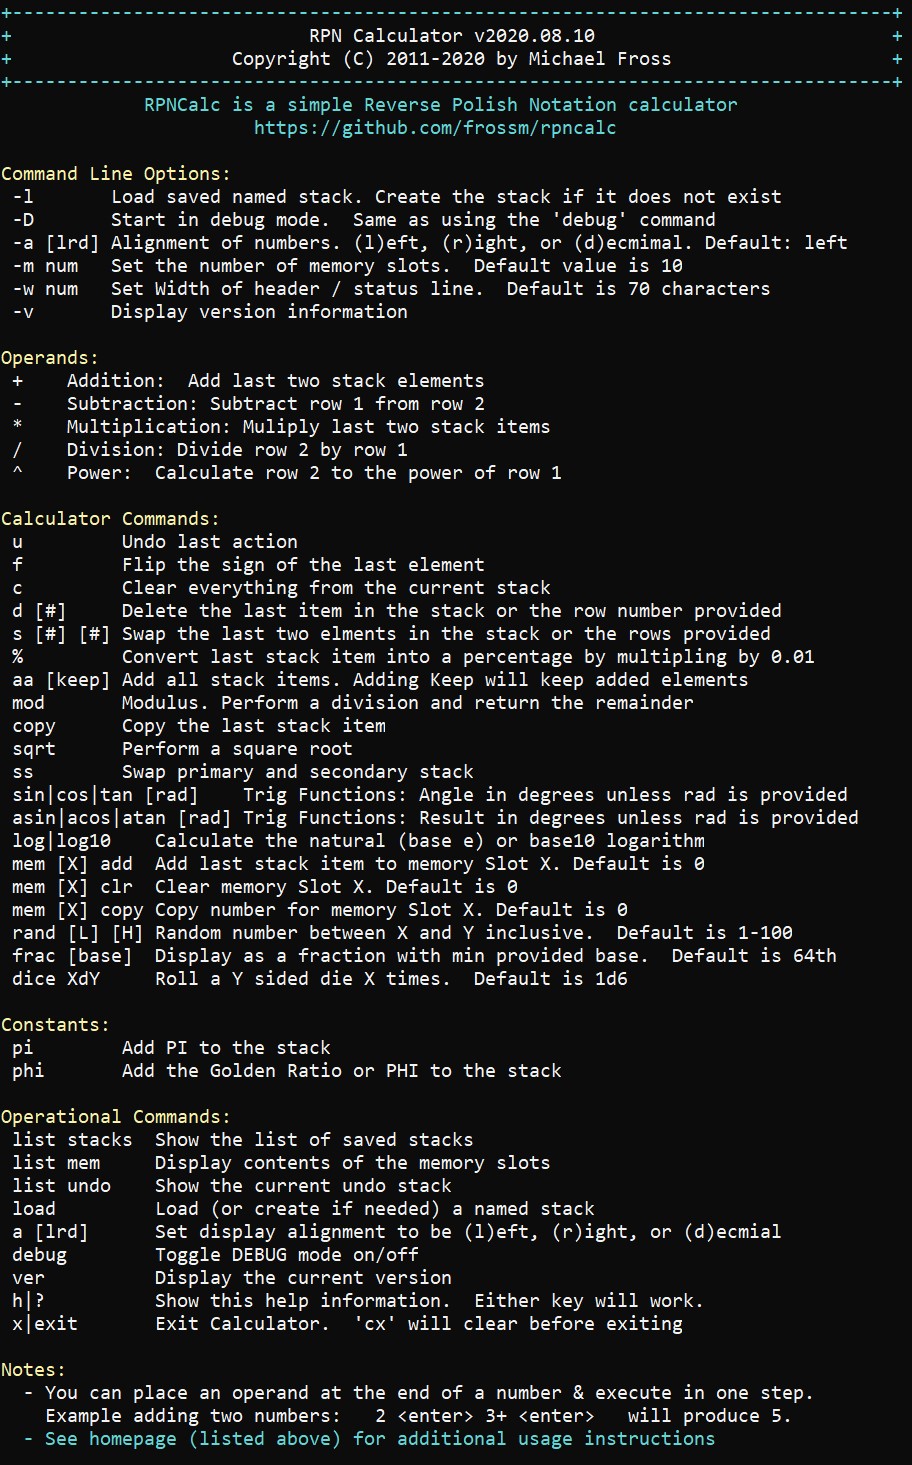 +--------------------------------------------------------------------------------+
+ RPN Calculator v2020.08.10 +
+ Copyright (C) 2011-2020 by Michael Fross +
+--------------------------------------------------------------------------------+
RPNCalc is a simple Reverse Polish Notation calculator
https://github.com/frossm/rpncalc

Command Line Options:
-l Load saved named stack. Create the stack if it does not exist
-D Start in debug mode.  Same as using the 'debug' command
-a [lrd] Alignment of numbers. (l)eft, (r)ight, or (d)ecmimal. Default: left
-m num Set the number of memory slots.  Default value is 10
-w num Set Width of header / status line.  Default is 70 characters
-v Display version information

Operands:
+ Addition:  Add last two stack elements
- Subtraction: Subtract row 1 from row 2
* Multiplication: Muliply last two stack items
/ Division: Divide row 2 by row 1
^ Power:  Calculate row 2 to the power of row 1

Calculator Commands:
u Undo last action
f Flip the sign of the last element
c Clear everything from the current stack
d [#] Delete the last item in the stack or the row number provided
s [#] [#] Swap the last two elments in the stack or the rows provided
% Convert last stack item into a percentage by multipling by 0.01
aa [keep] Add all stack items. Adding Keep will keep added elements
mod Modulus. Perform a division and return the remainder
copy Copy the last stack item
sqrt Perform a square root
ss Swap primary and secondary stack
sin|cos|tan [rad] Trig Functions: Angle in degrees unless rad is provided
asin|acos|atan [rad] Trig Functions: Result in degrees unless rad is provided
log|log10 Calculate the natural (base e) or base10 logarithm
mem [X] add Add last stack item to memory Slot X. Default is 0
mem [X] clr Clear memory Slot X. Default is 0
mem [X] copy Copy number for memory Slot X. Default is 0
rand [L] [H] Random number between X and Y inclusive.  Default is 1-100
frac [base] Display as a fraction with min provided base.  Default is 64th
dice XdY Roll a Y sided die X times.  Default is 1d6

Constants:
pi Add PI to the stack
phi Add the Golden Ratio or PHI to the stack

Operational Commands:
list stacks Show the list of saved stacks
list mem Display contents of the memory slots
list undo Show the current undo stack
load Load (or create if needed) a named stack
a [lrd] Set display alignment to be (l)eft, (r)ight, or (d)ecmial
debug Toggle DEBUG mode on/off
ver Display the current version
h|? Show this help information.  Either key will work.
x|exit Exit Calculator.  'cx' will clear before exiting

Notes:
- You can place an operand at the end of a number & execute in one step.
Example adding two numbers:   2 <enter> 3+ <enter>   will produce 5.
- See homepage (listed above) for additional usage instructions